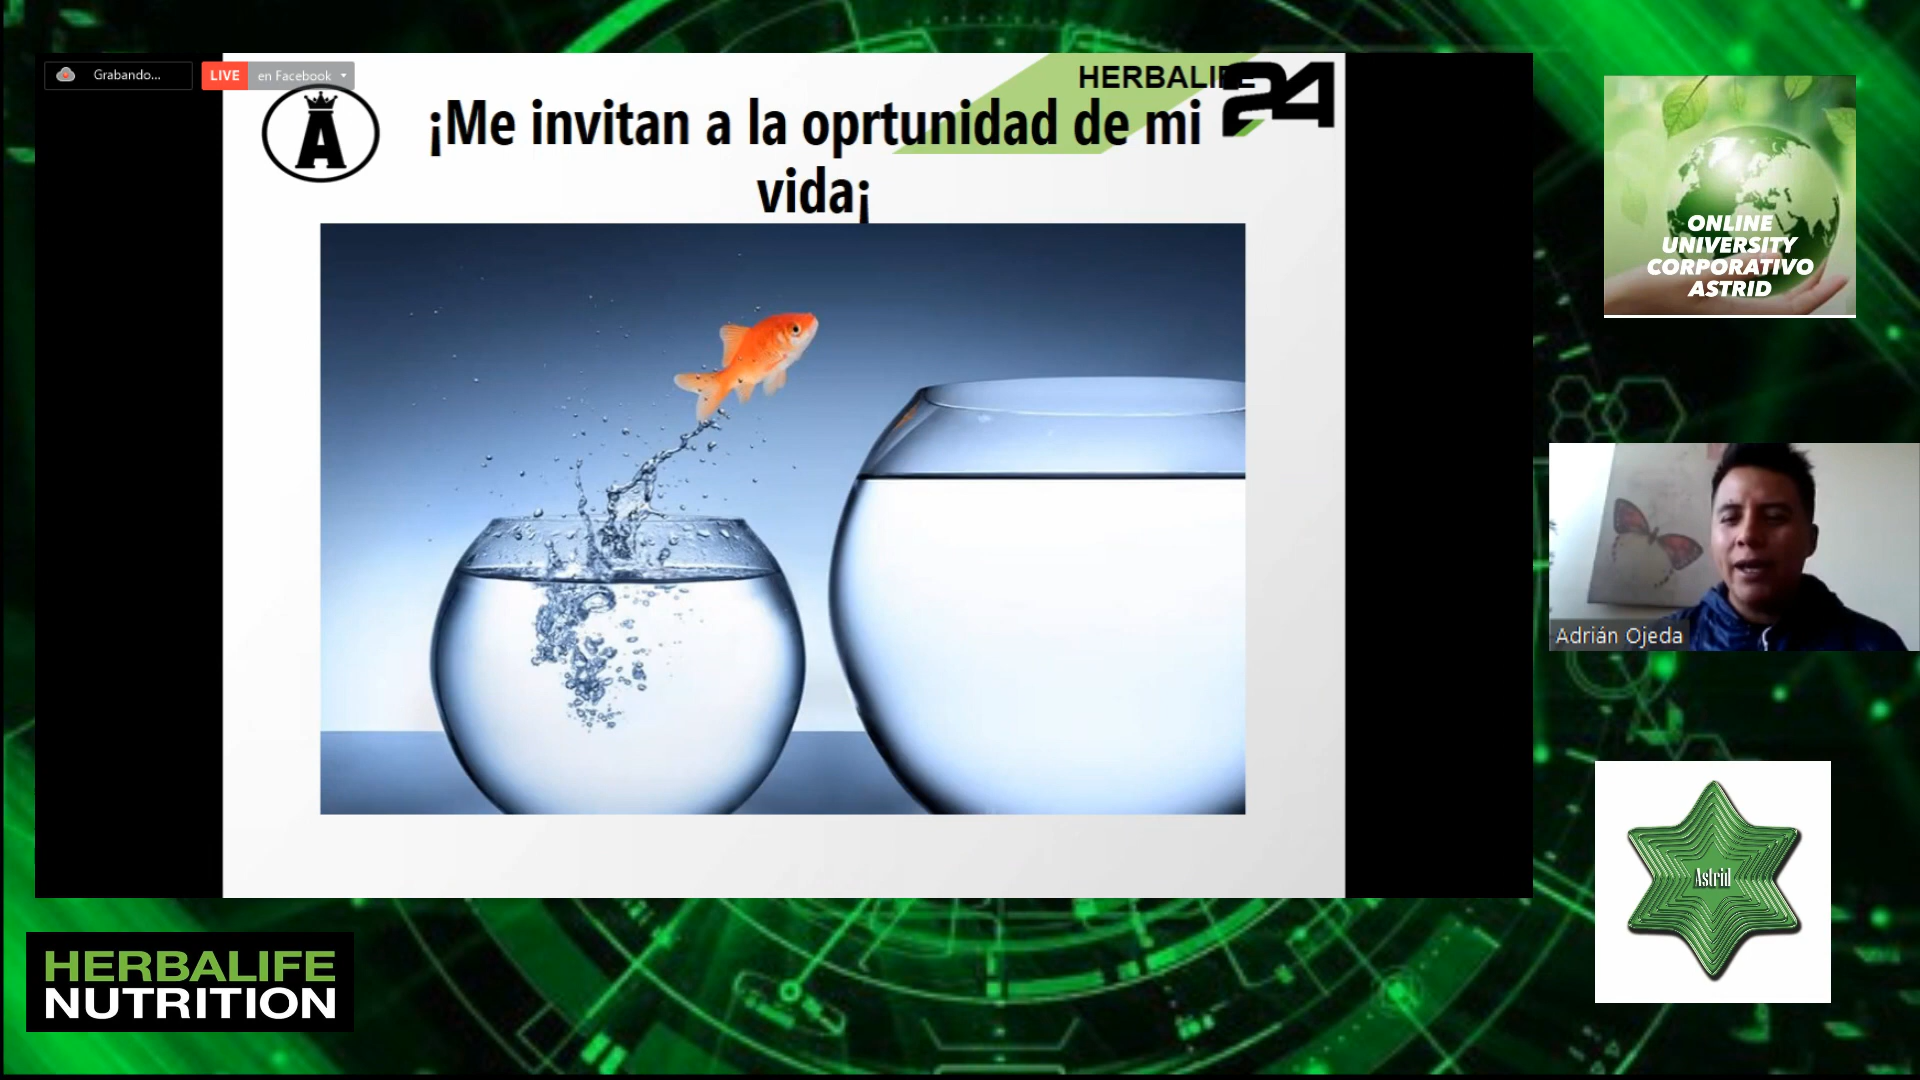 Grabando...
LIVE en Facebook
HERBALIFE
24
A
¡Me invitan a la oprtunidad de mi
vida¡
ONLINE
UNIVERSITY
CORPORATIVO
ASTRID
Adrián Ojeda
Astrid
HERBALIFE
NUTRITION